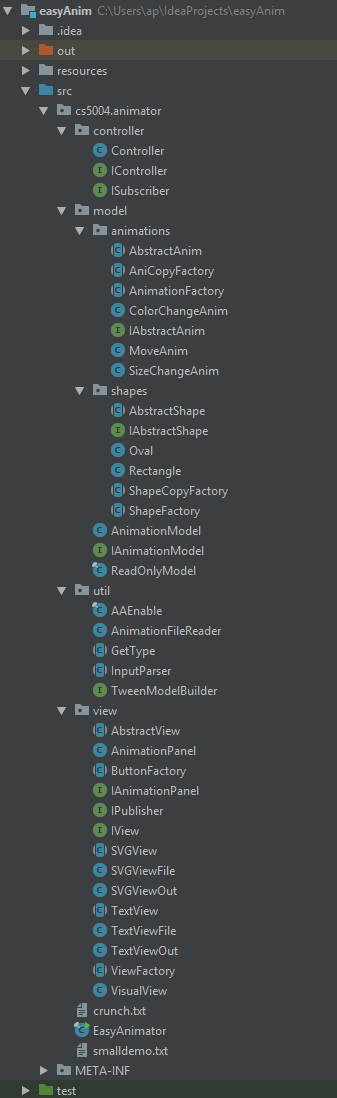 easyAnim C:\Users\ap\IdeaProjects\easyAnim
.idea
out
resources
src
cs5004.animator
controller
Controller
IController
ISubscriber
model
animations
AbstractAnim
AniCopyFactory
AnimationFactory
ColorChangeAnim
IAbstractAnim
MoveAnim
SizeChangeAnim
shapes
AbstractShape
IAbstractShape
Oval
Rectangle
ShapeCopyFactory
ShapeFactory
AnimationModel
IAnimationModel
ReadOnlyModel
util
AAEnable
AnimationFileReader
GetType
InputParser
TweenModelBuilder
view
AbstractView
AnimationPanel
ButtonFactory
IAnimationPanel
IPublisher
IView
SVGView
SVGViewFile
SVGViewOut
TextView
TextViewFile
TextViewOut
ViewFactory
VisualView
crunch.txt
EasyAnimator
smalldemo.txt
META-INF
test